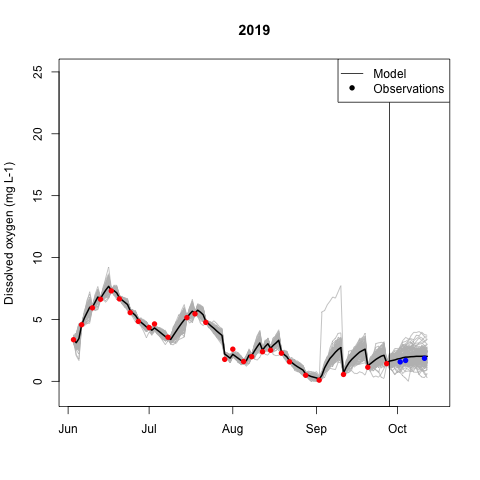 2019
Model
Observations
Dissolved oxygen (mg L-1)
25
20
15
10
5
0
Jun
Jul
Aug
Sep
Oct